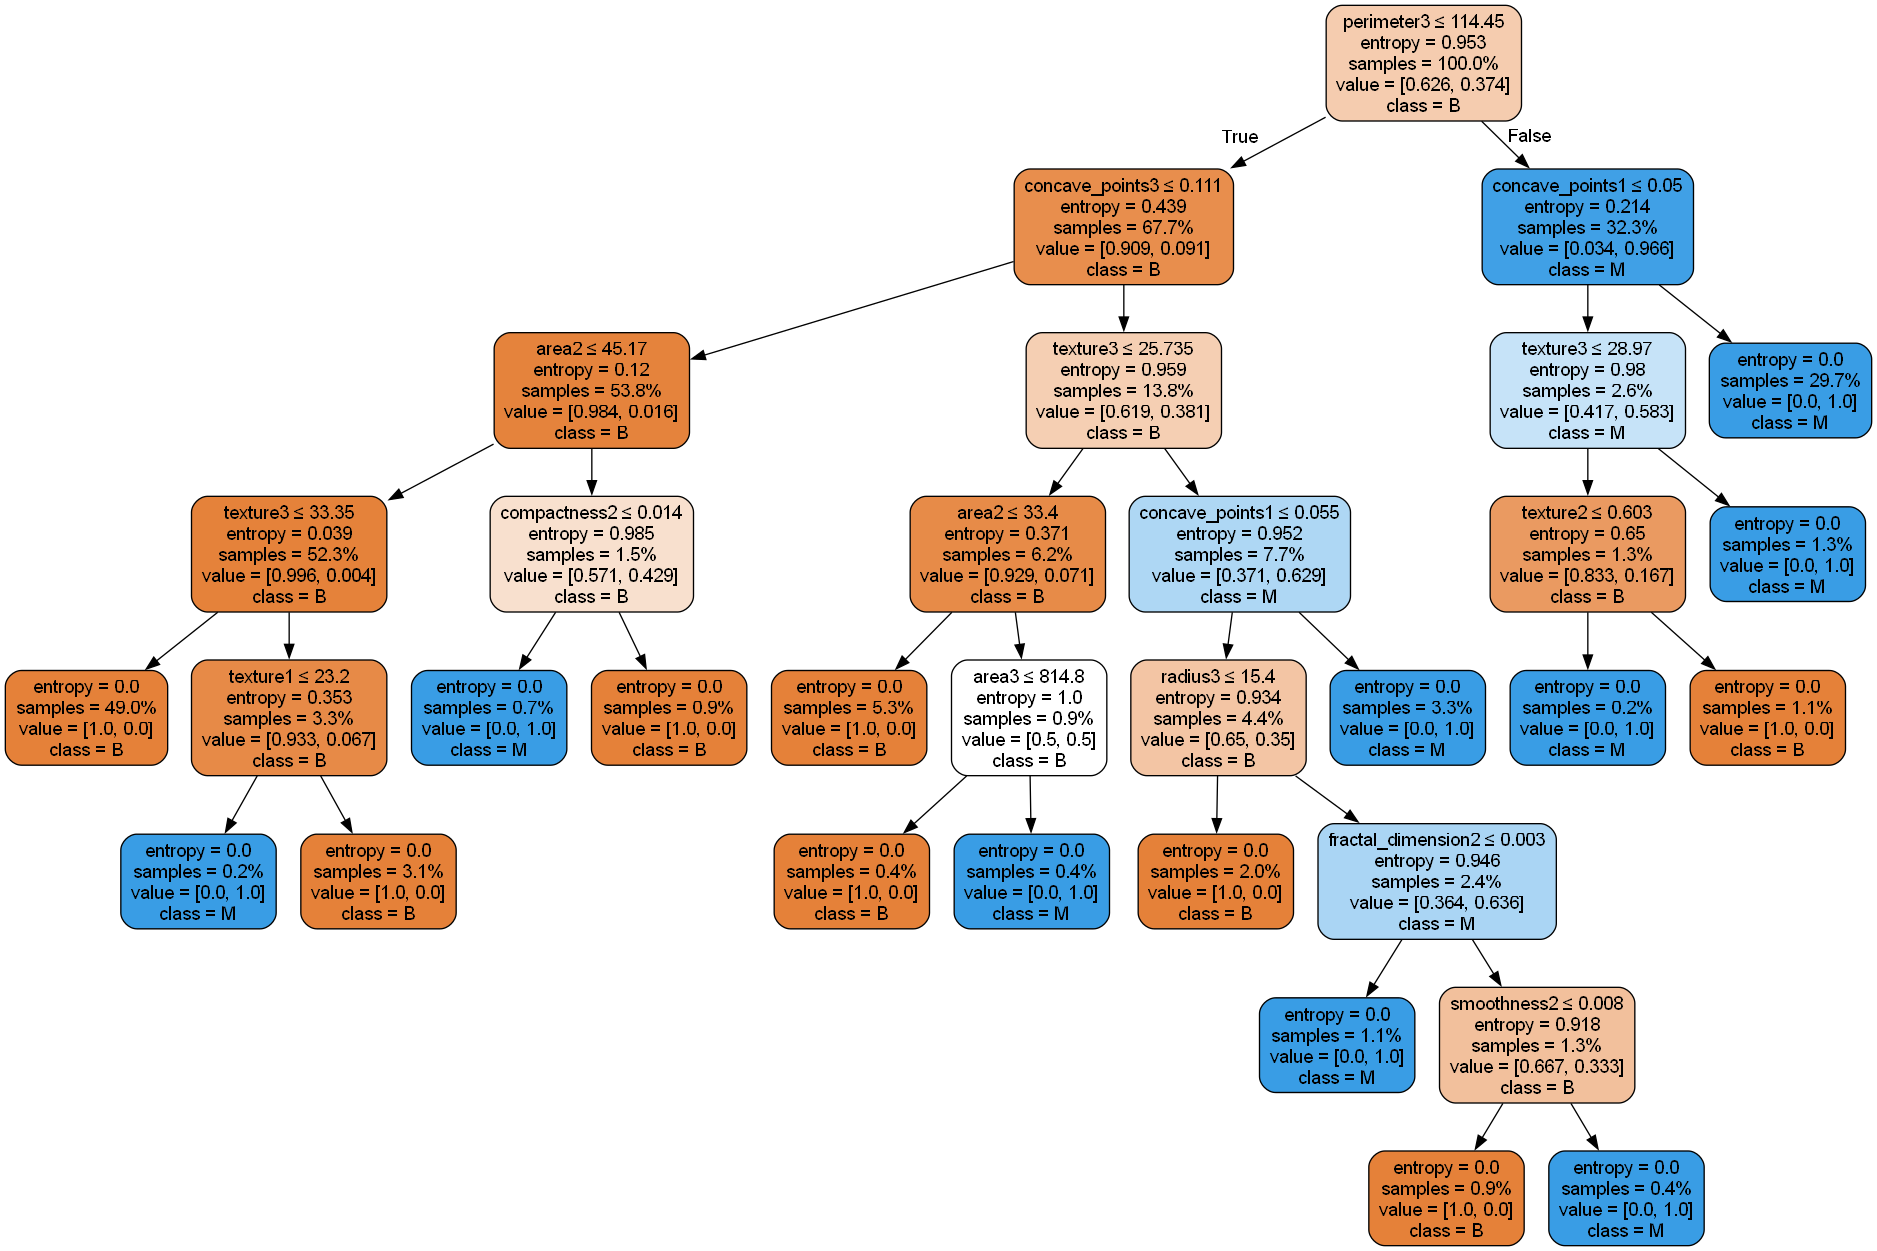 perimeter3 ≤ 114.45
entropy = 0.953
samples = 100.0%
value = [0.626, 0.374]
class = B
True
False
concave_points3 ≤ 0.111
entropy = 0.439
samples = 67.7%
value = [0.909, 0.091]
class = B
concave_points1 ≤ 0.05
entropy = 0.214
samples = 32.3%
value = [0.034, 0.966]
class = M
area2 ≤ 45.17
entropy = 0.12
samples = 53.8%
value = [0.984, 0.016]
class = B
texture3 ≤ 25.735
entropy = 0.959
samples = 13.8%
value = [0.619, 0.381]
class = B
texture3 ≤ 28.97
entropy = 0.98
samples = 2.6%
value = [0.417, 0.583]
class = M
entropy = 0.0
samples = 29.7%
value = [0.0, 1.0]
class = M
texture3 ≤ 33.35
entropy = 0.039
samples = 52.3%
value = [0.996, 0.004]
class = B
compactness2 ≤ 0.014
entropy = 0.985
samples = 1.5%
value = [0.571, 0.429]
class = B
area2 ≤ 33.4
entropy = 0.371
samples = 6.2%
value = [0.929, 0.071]
class = B
concave_points1 ≤ 0.055
entropy = 0.952
samples = 7.7%
value = [0.371, 0.629]
class = M
texture2 ≤ 0.603
entropy = 0.65
samples = 1.3%
value = [0.833, 0.167]
class = B
entropy = 0.0
samples = 1.3%
value = [0.0, 1.0]
class = M
entropy = 0.0
samples = 49.0%
value = [1.0, 0.0]
class = B
texture1 ≤ 23.2
entropy = 0.353
samples = 3.3%
value = [0.933, 0.067]
class = B
entropy = 0.0
samples = 0.7%
value = [0.0, 1.0]
class = M
entropy = 0.0
samples = 0.9%
value = [1.0, 0.0]
class = B
entropy = 0.0
samples = 5.3%
value = [1.0, 0.0]
class = B
area3 ≤ 814.8
entropy = 1.0
samples = 0.9%
value = [0.5, 0.5]
class = B
radius3 ≤ 15.4
entropy = 0.934
samples = 4.4%
value = [0.65, 0.35]
class = B
entropy = 0.0
samples = 3.3%
value = [0.0, 1.0]
class = M
entropy = 0.0
samples = 0.2%
value = [0.0, 1.0]
class = M
entropy = 0.0
samples = 1.1%
value = [1.0, 0.0]
class = B
entropy = 0.0
samples = 0.2%
value = [0.0, 1.0]
class = M
entropy = 0.0
samples = 3.1%
value = [1.0, 0.0]
class = B
entropy = 0.0
samples = 0.4%
value = [1.0, 0.0]
class = B
entropy = 0.0
samples = 0.4%
value = [0.0, 1.0]
class = M
entropy = 0.0
samples = 2.0%
value = [1.0, 0.0]
class = B
fractal_dimension2 ≤ 0.003
entropy = 0.946
samples = 2.4%
value = [0.364, 0.636]
class = M
entropy = 0.0
samples = 1.1%
value = [0.0, 1.0]
class = M
smoothness2 ≤ 0.008
entropy = 0.918
samples = 1.3%
value = [0.667, 0.333]
class = B
entropy = 0.0
samples = 0.9%
value = [1.0, 0.0]
class = B
entropy = 0.0
samples = 0.4%
value = [0.0, 1.0]
class = M